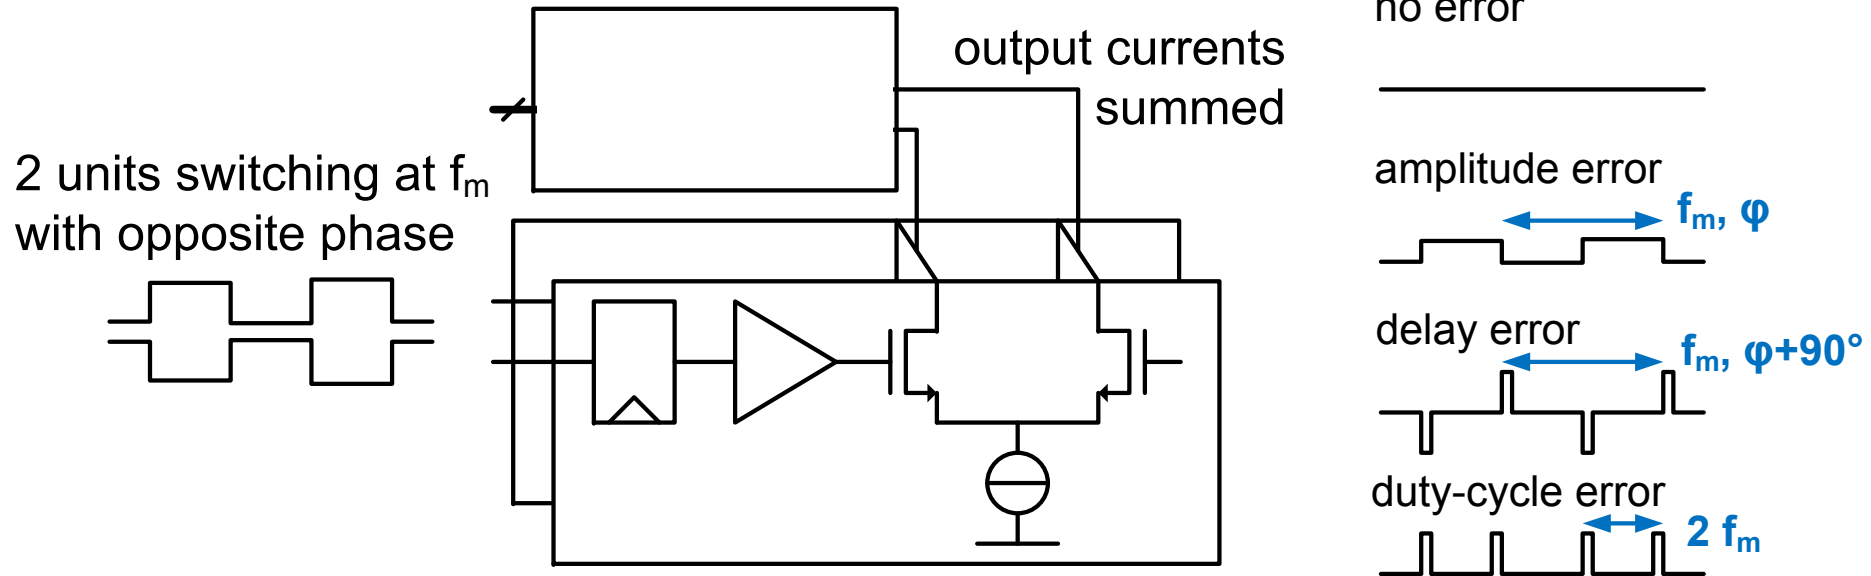 no error
output currents
summed
2 units switching at fm
with opposite phase
amplitude error
fm, φ
delay error
fm, φ+90°
duty-cycle error
2 fm